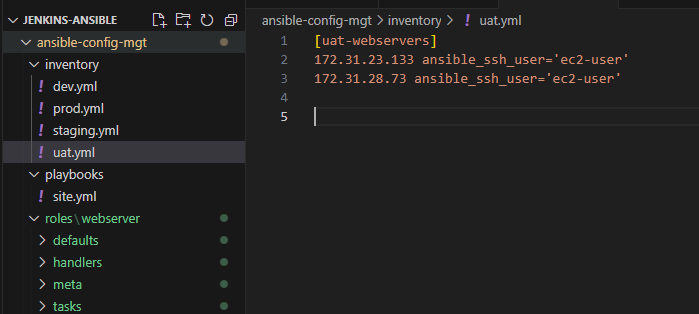 JENKINS-ANSIBLE
ansible-config-mgt
inventory
! dev.yml
! prod.yml
! staging.yml
! uat.yml
playbooks
! site.yml
roles\webserver
defaults
handlers
meta
tasks
ansible-config-mgt > inventory > ! uat.yml
1 [uat-webservers]
2 172.31.23.133 ansible_ssh_user='ec2-user'
3 172.31.28.73 ansible_ssh_user='ec2-user'
4
5